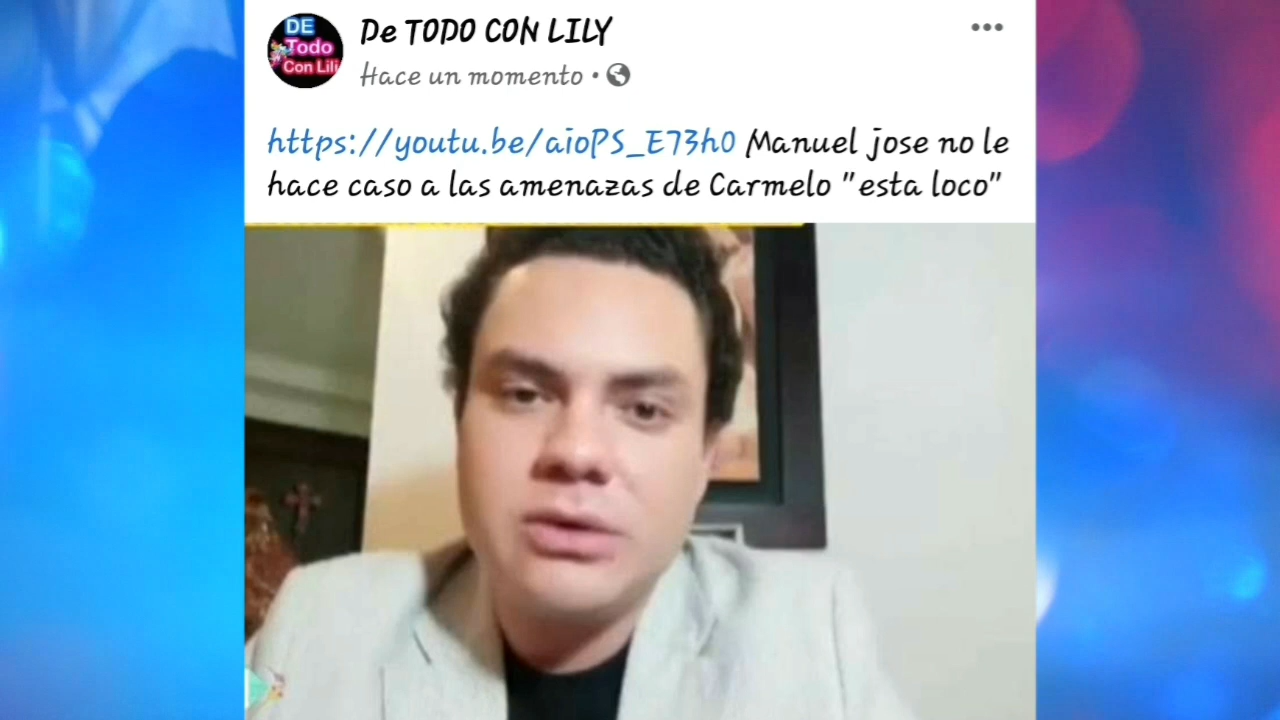 DE
Todo
Con Lili
De TODO CON LILY
Hace un momento •
https://youtu.be/aioPS_E73h0 Manuel jose no le
hace caso a las amenazas de Carmelo "esta loco"